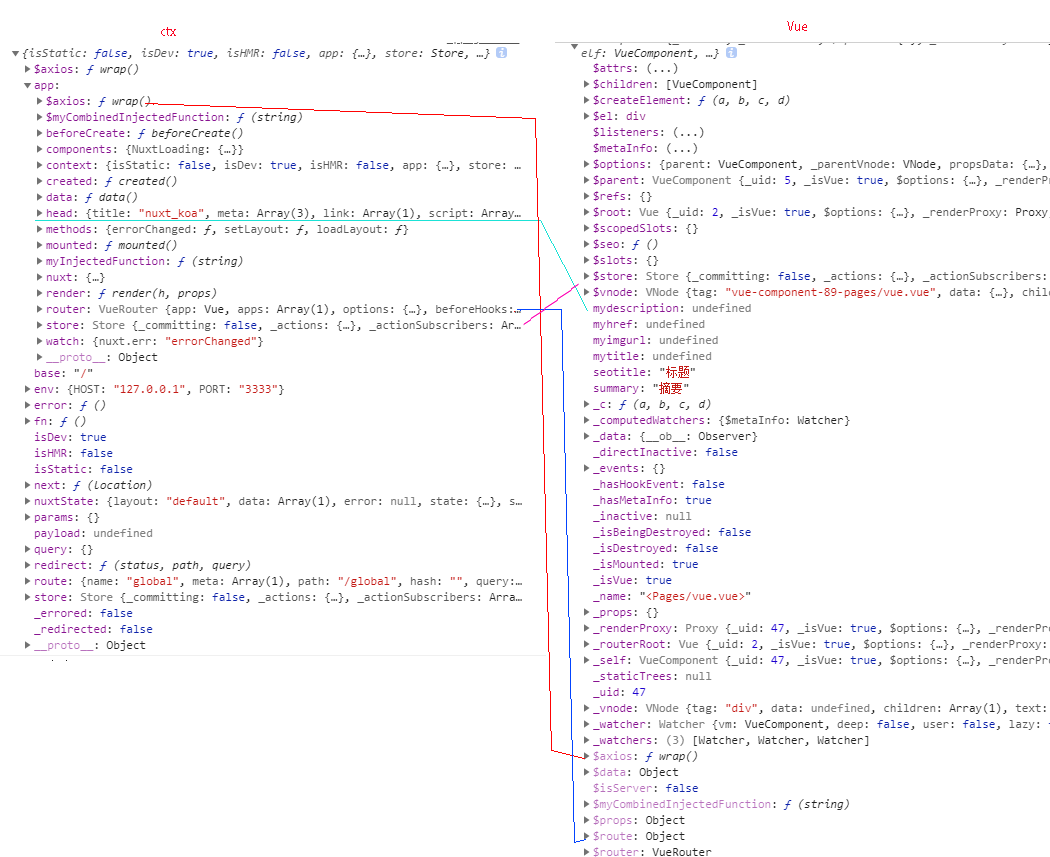 ctx
{isStatic: false, isDev: true, isHMR: false, app: {…}, store: Store, …}
$axios: ƒ wrap()
app:
$axios: ƒ wrap()
$myCombinedInjectedFunction: ƒ (string)
beforeCreate: ƒ beforeCreate()
components: {NuxtLoading: {…}}
context: {isStatic: false, isDev: true, isHMR: false, app: {…}, store: …
created: ƒ created()
data: ƒ data()
head: {title: "nuxt_koa", meta: Array(3), link: Array(1), script: Array…
methods: {errorChanged: ƒ, setLayout: ƒ, loadLayout: ƒ}
mounted: ƒ mounted()
myInjectedFunction: ƒ (string)
nuxt: {…}
render: ƒ render(h, props)
router: VueRouter {app: Vue, apps: Array(1), options: {…}, beforeHooks:…
store: Store {_committing: false, _actions: {…}, _actionSubscribers: Ar…
watch: {nuxt.err: "errorChanged"}
__proto__: Object
base: "/"
env: {HOST: "127.0.0.1", PORT: "3333"}
error: ƒ ()
fn: ƒ ()
isDev: true
isHMR: false
isStatic: false
next: ƒ (location)
nuxtState: {layout: "default", data: Array(1), error: null, state: {…}, s…
params: {}
payload: undefined
query: {}
redirect: ƒ (status, path, query)
route: {name: "global", meta: Array(1), path: "/global", hash: "", query:…
store: Store {_committing: false, _actions: {…}, _actionSubscribers: Arra…
_errored: false
_redirected: false
__proto__: Object
Vue
elf: VueComponent, …}
$attrs: (...)
$children: [VueComponent]
$createElement: ƒ (a, b, c, d)
$el: div
$listeners: (...)
$metaInfo: (...)
$options: {parent: VueComponent, _parentVnode: VNode, propsData: {…},
$parent: VueComponent {_uid: 5, _isVue: true, $options: {…}, _renderPr
$refs: {}
$root: Vue {_uid: 2, _isVue: true, $options: {…}, _renderProxy: Proxy,
$scopedSlots: {}
$seo: ƒ ()
$slots: {}
$store: Store {_committing: false, _actions: {…}, _actionSubscribers:
$vnode: VNode {tag: "vue-component-89-pages/vue.vue", data: {…}, chil
mydescription: undefined
myhref: undefined
myimgurl: undefined
mytitle: undefined
seotitle: "标题"
summary: "摘要"
_c: ƒ (a, b, c, d)
_computedWatchers: {$metaInfo: Watcher}
_data: {__ob__: Observer}
_directInactive: false
_events: {}
_hasHookEvent: false
_hasMetaInfo: true
_inactive: null
_isBeingDestroyed: false
_isDestroyed: false
_isMounted: true
_isVue: true
_name: "<Pages/vue.vue>"
_props: {}
_renderProxy: Proxy {_uid: 47, _isVue: true, $options: {…}, _renderPr
_routerRoot: Vue {_uid: 2, _isVue: true, $options: {…}, _renderProxy:
_self: VueComponent {_uid: 47, _isVue: true, $options: {…}, _renderPr
_staticTrees: null
_uid: 47
_vnode: VNode {tag: "div", data: undefined, children: Array(1), text:
_watcher: Watcher {vm: VueComponent, deep: false, user: false, lazy:
_watchers: (3) [Watcher, Watcher, Watcher]
$axios: ƒ wrap()
$data: Object
$isServer: false
$myCombinedInjectedFunction: ƒ (string)
$props: Object
$route: Object
$router: VueRouter